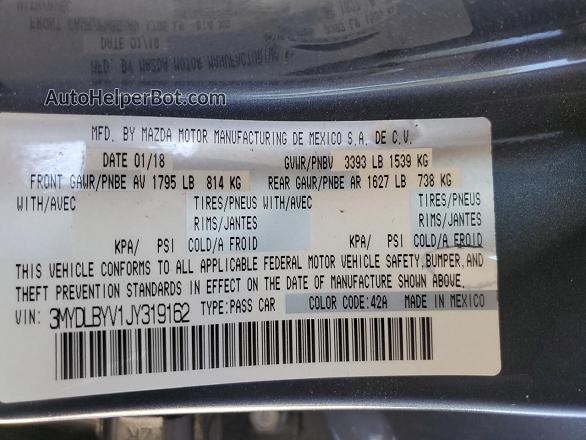 AutoHelperBot.com
MFD. BY MAZDA MOTOR MANUFACTURING DE MEXICO S.A. DE C.V.
DATE 01/18 GVWR/PNBV 3393 LB 1539 KG
FRONT GAWR/PNBE AV 1795 LB 814 KG REAR GAWR/PNBE AR 1627 LB 738 KG
WITH/AVEC TIRES/PNEUS WITH/AVEC TIRES/PNEUS
RIMS/JANTES RIMS/JANTES
KPA/ PSI COLD/A FROID KPA/ PSI COLD/A FROID
THIS VEHICLE CONFORMS TO ALL APPLICABLE FEDERAL MOTOR VEHICLE SAFETY, BUMPER, AND
THEFT PREVENTION STANDARDS IN EFFECT ON THE DATE OF MANUFACTURE SHOWN ABOVE.
VIN: 3MYDLBYV1JY319162 TYPE:PASS CAR COLOR CODE:42A MADE IN MEXICO